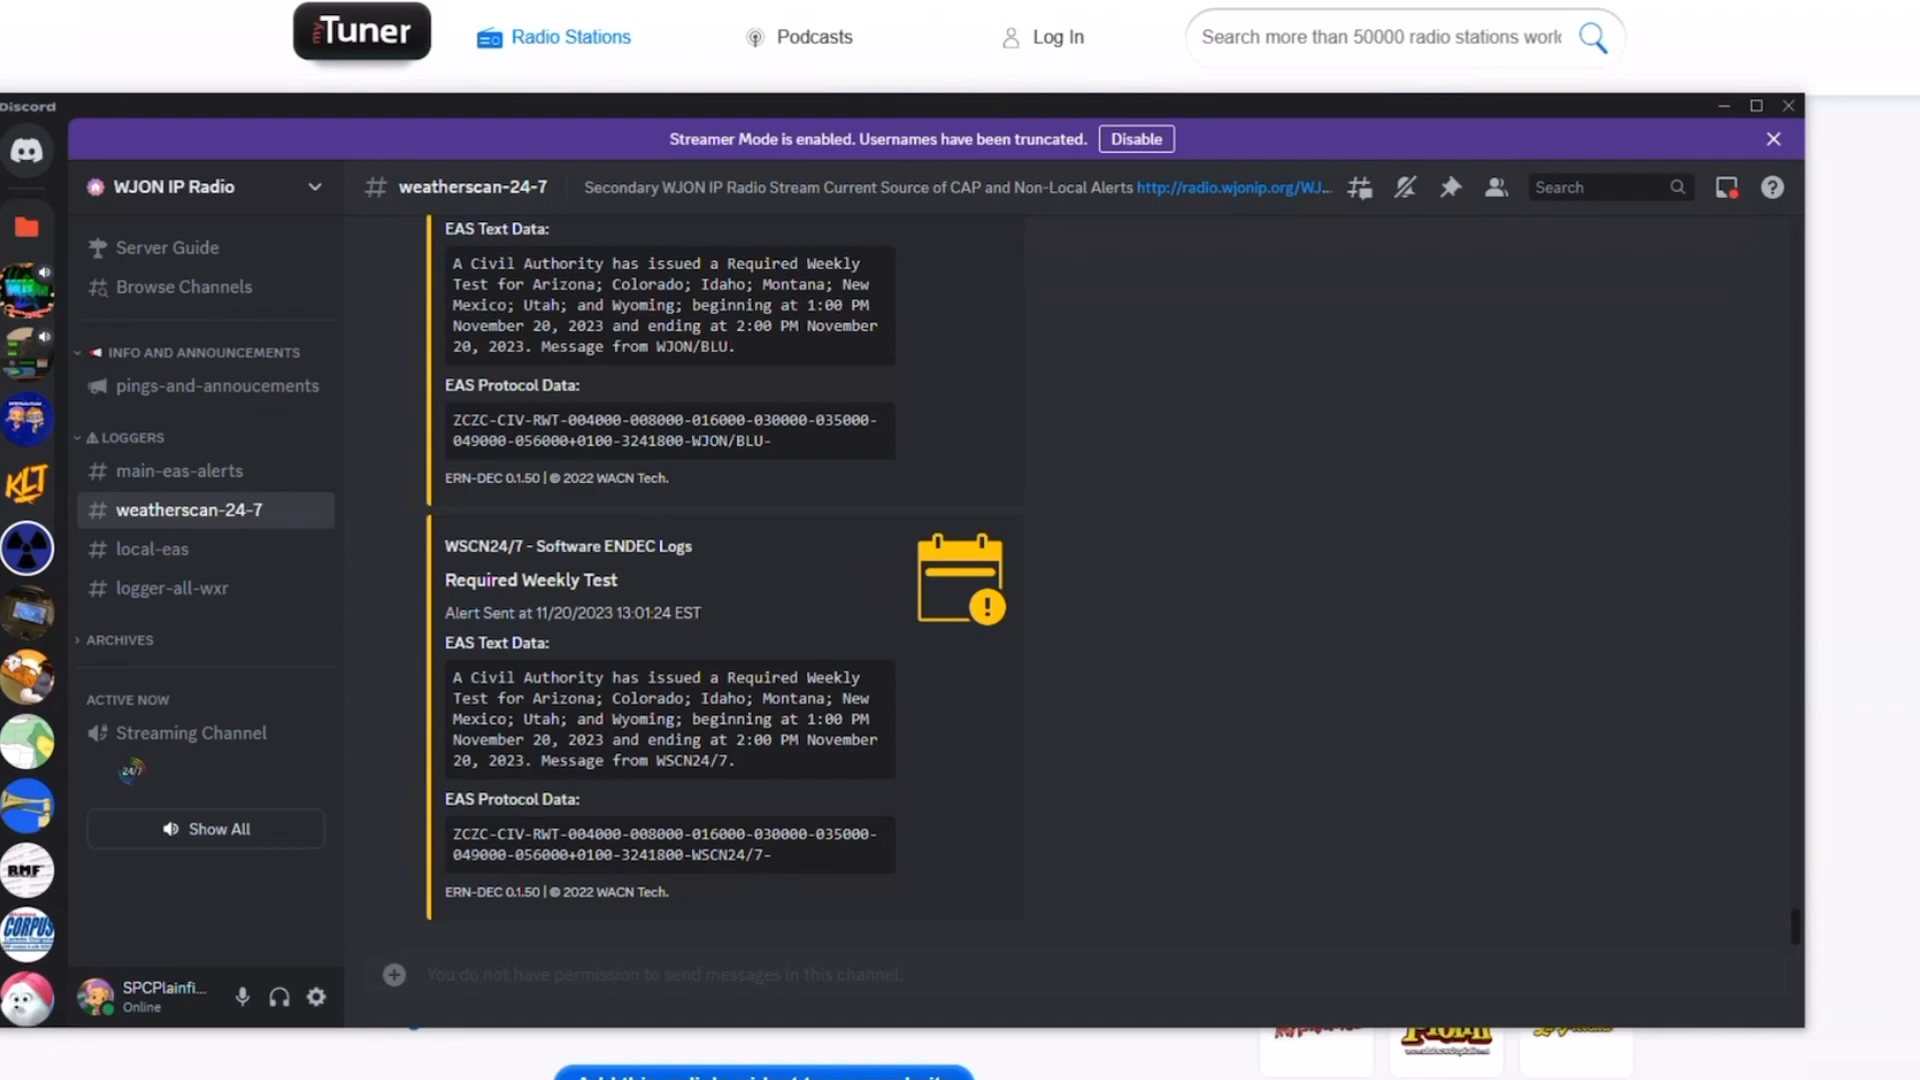 myTuner
Radio Stations
Podcasts
Log In
Search more than 50000 radio stations worl
Discord
Streamer Mode is enabled. Usernames have been truncated.
Disable
WJON IP Radio
weatherscan-24-7
Secondary WJON IP Radio Stream Current Source of CAP and Non-Local Alerts http://radio.wjonip.org/WJ...
Search
Server Guide
Browse Channels
INFO AND ANNOUNCEMENTS
pings-and-annoucements
LOGGERS
main-eas-alerts
weatherscan-24-7
local-eas
logger-all-wxr
ARCHIVES
ACTIVE NOW
Streaming Channel
24/7
Show All
KLT
RMF
CORPUS
SPCPlainfi...
Online
EAS Text Data:
A Civil Authority has issued a Required Weekly
Test for Arizona; Colorado; Idaho; Montana; New
Mexico; Utah; and Wyoming; beginning at 1:00 PM
November 20, 2023 and ending at 2:00 PM November
20, 2023. Message from WJON/BLU.
EAS Protocol Data:
ZCZC-CIV-RWT-004000-008000-016000-030000-035000-
049000-056000+0100-3241800-WJON/BLU-
ERN-DEC 0.1.50 | © 2022 WACN Tech.
WSCN24/7 - Software ENDEC Logs
Required Weekly Test
Alert Sent at 11/20/2023 13:01:24 EST
EAS Text Data:
A Civil Authority has issued a Required Weekly
Test for Arizona; Colorado; Idaho; Montana; New
Mexico; Utah; and Wyoming; beginning at 1:00 PM
November 20, 2023 and ending at 2:00 PM November
20, 2023. Message from WSCN24/7.
EAS Protocol Data:
ZCZC-CIV-RWT-004000-008000-016000-030000-035000-
049000-056000+0100-3241800-WSCN24/7-
ERN-DEC 0.1.50 | © 2022 WACN Tech.
You do not have permission to send messages in this channel.